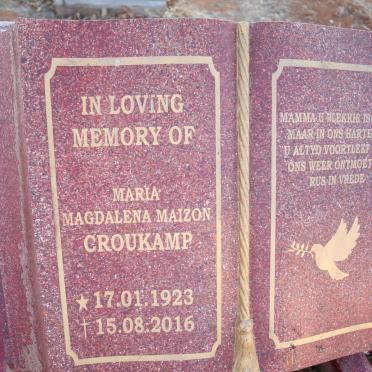 IN LOVING
MEMORY OF
MARIA
MAGDALENA MAIZON
CROUKAMP
★ 17.01.1923
† 15.08.2016
MAMMA U PLEKKIE IS
MAAR IN ONS HARTE
U ALTYD VOORTLEEF
ONS WEER ONTMOET
RUS IN VREDE